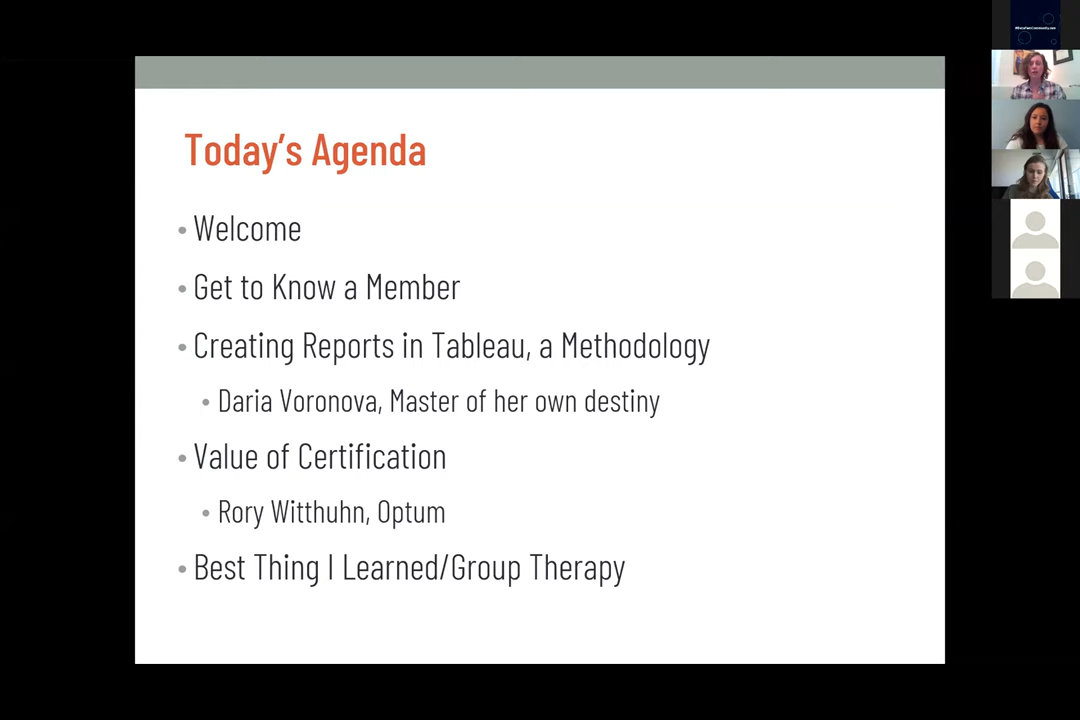 Today's Agenda
• Welcome
• Get to Know a Member
• Creating Reports in Tableau, a Methodology
• Daria Voronova, Master of her own destiny
• Value of Certification
• Rory Witthuhn, Optum
• Best Thing I Learned/Group Therapy